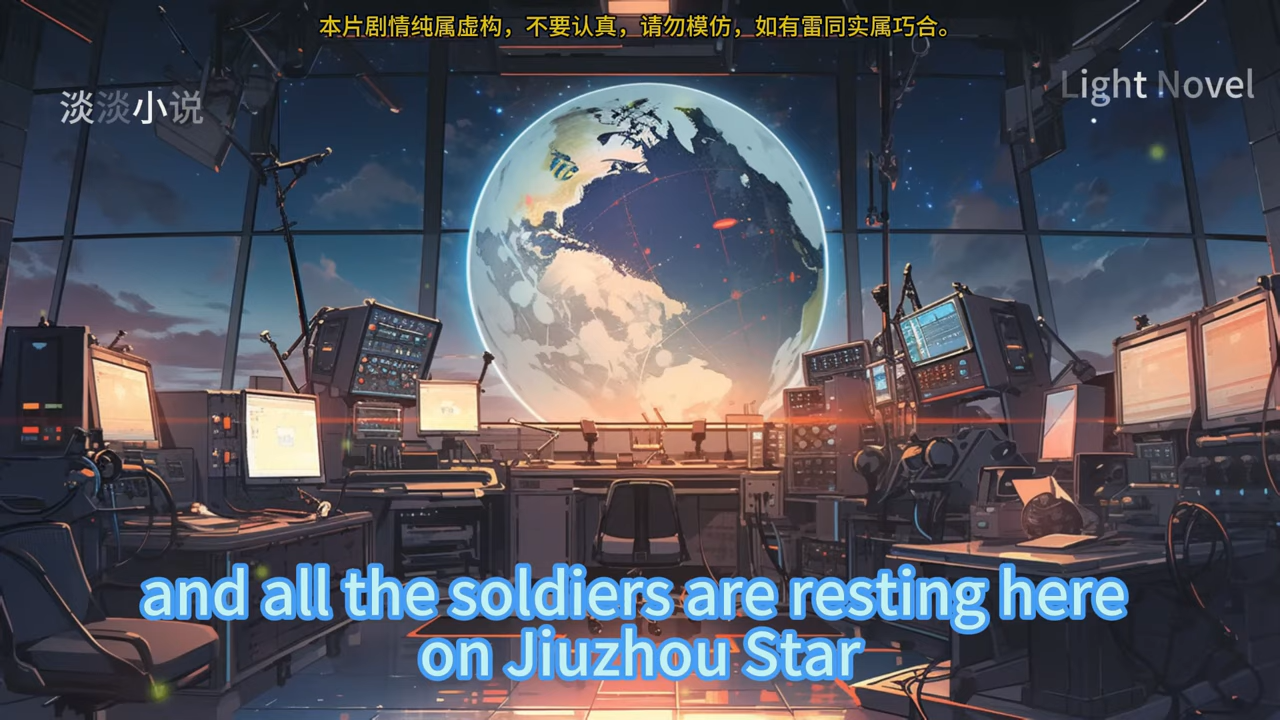 本片剧情纯属虚构，不要认真，请勿模仿，如有雷同实属巧合。
淡淡小说
Light Novel
and all the soldiers are resting here
on Jiuzhou Star